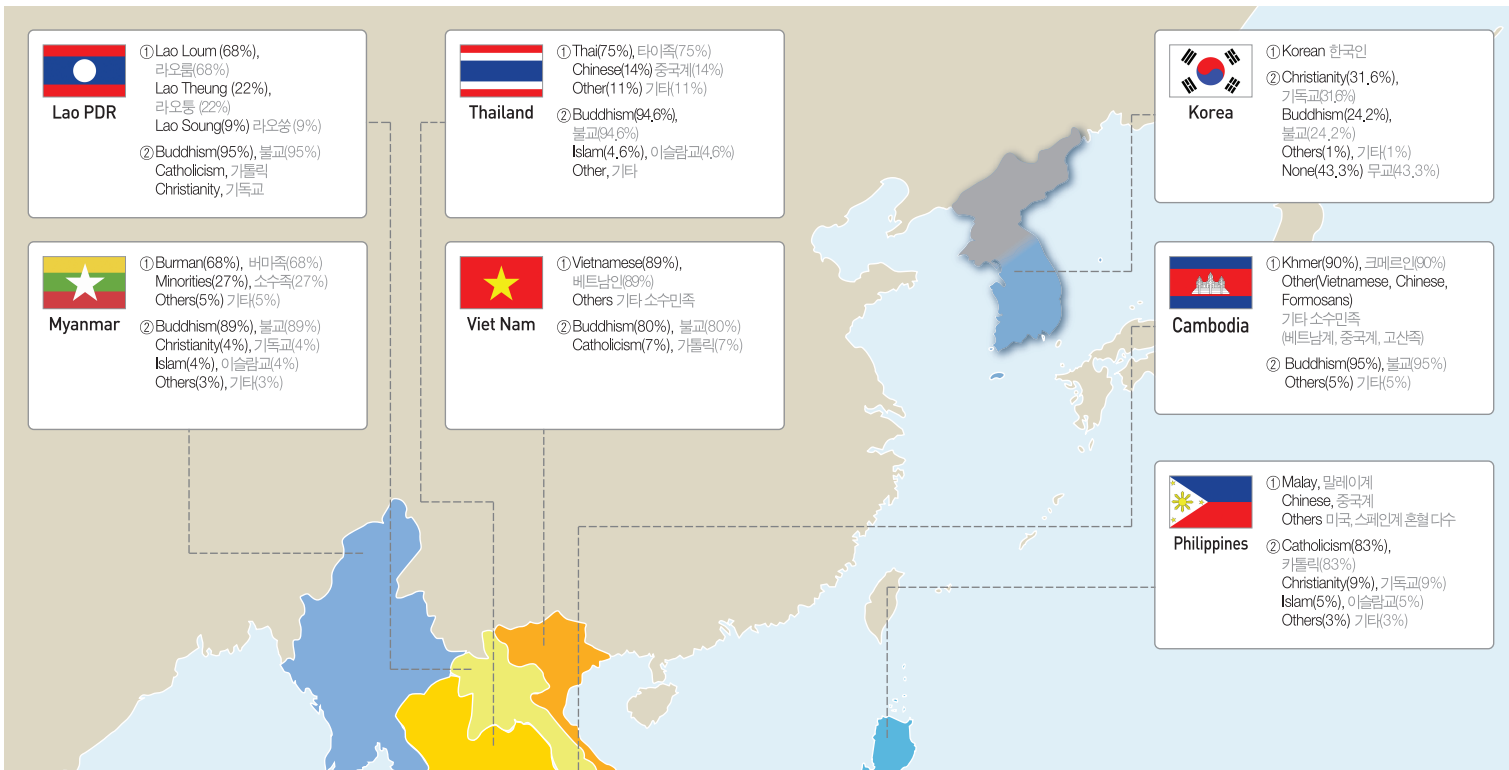 Lao PDR
①Lao Loum (68%),
라오룸(68%)
Lao Theung (22%),
라오퉁 (22%)
Lao Soung(9%) 라오쑹(9%)
②Buddhism(95%), 불교(95%)
Catholicism, 가톨릭
Christianity, 기독교
Thailand
①Thai(75%), 타이족(75%)
Chinese(14%) 중국계(14%)
Other(11%) 기타(11%)
②Buddhism(94.6%),
불교(94.6%)
Islam(4.6%), 이슬람교(4.6%)
Other, 기타
Korea
①Korean 한국인
② Christianity(31.6%),
기독교(31.6%)
Buddhism(24.2%),
불교(24.2%)
Others(1%), 기타(1%)
None(43.3%) 무교(43.3%)
Myanmar
①Burman(68%), 버마족(68%)
Minorities(27%), 소수족(27%)
Others(5%) 기타(5%)
②Buddhism(89%), 불교(89%)
Christianity(4%), 기독교(4%)
Islam(4%), 이슬람교(4%)
Others(3%), 기타(3%)
Viet Nam
①Vietnamese(89%),
베트남인(89%)
Others 기타 소수민족
②Buddhism(80%), 불교(80%)
Catholicism(7%), 가톨릭(7%)
Cambodia
①Khmer(90%), 크메르인(90%)
Other(Vietnamese, Chinese,
Formosans)
기타 소수민족
(베트남계, 중국계, 고산족)
② Buddhism(95%), 불교(95%)
Others(5%) 기타(5%)
Philippines
①Malay, 말레이계
Chinese, 중국계
Others 미국, 스페인계 혼혈 다수
②Catholicism(83%),
카톨릭(83%)
Christianity(9%), 기독교(9%)
Islam(5%), 이슬람교(5%)
Others(3%) 기타(3%)